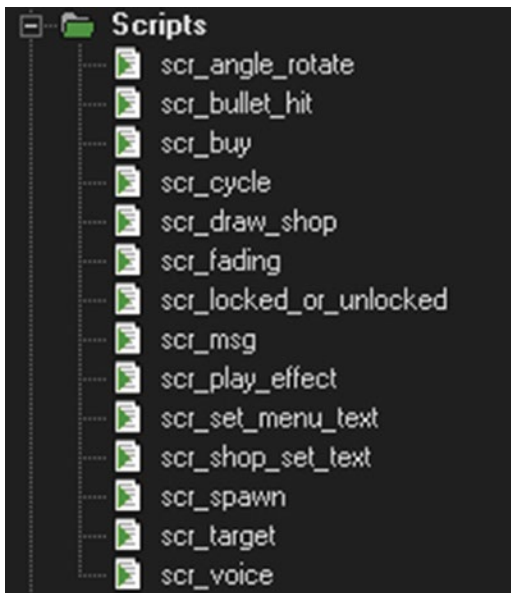 Scripts
scr_angle_rotate
scr_bullet_hit
scr_buy
scr_cycle
scr_draw_shop
scr_fading
scr_locked_or_unlocked
scr_msg
scr_play_effect
scr_set_menu_text
scr_shop_set_text
scr_spawn
scr_target
scr_voice